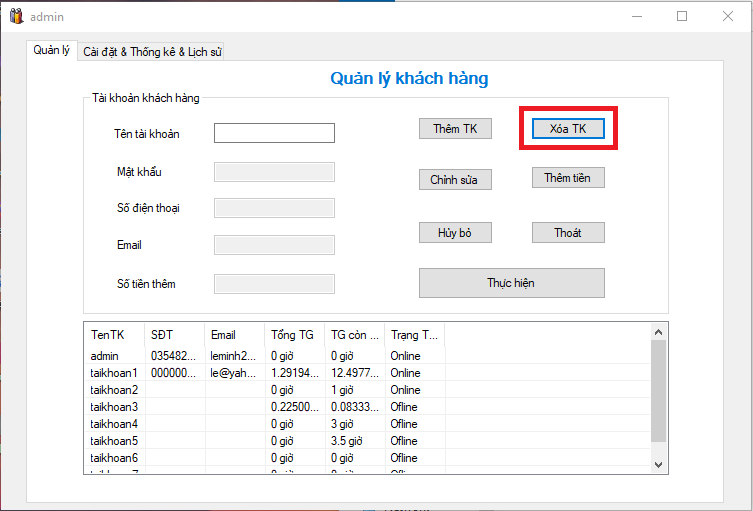 admin
Quản lý Cài đặt & Thống kê & Lịch sử
Quản lý khách hàng
Tài khoản khách hàng
Tên tài khoản
Thêm TK Xóa TK
Mật khẩu
Chỉnh sửa Thêm tiền
Số điện thoại
Email
Hủy bỏ Thoát
Số tiền thêm
Thực hiện
TenTK SĐT Email Tổng TG TG còn ... Trạng T...
admin 035482... leminh2... 0 giờ 0 giờ Online
taikhoan1 000000... le@yah... 1.29194... 12.4977... Online
taikhoan2 0 giờ 1 giờ Online
taikhoan3 0.22500... 0.08333... Ofline
taikhoan4 0 giờ 3 giờ Ofline
taikhoan5 0 giờ 3.5 giờ Ofline
taikhoan6 0 giờ 0 giờ Ofline